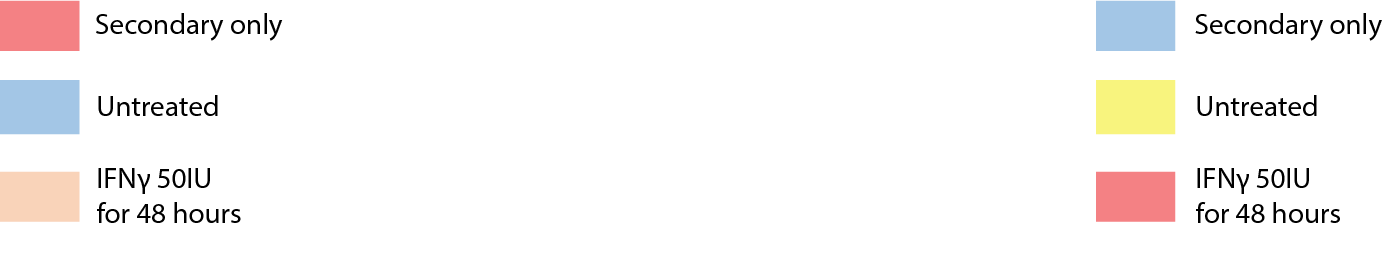 Secondary only
Untreated
IFNγ 50IU
for 48 hours
Secondary only
Untreated
IFNγ 50IU
for 48 hours